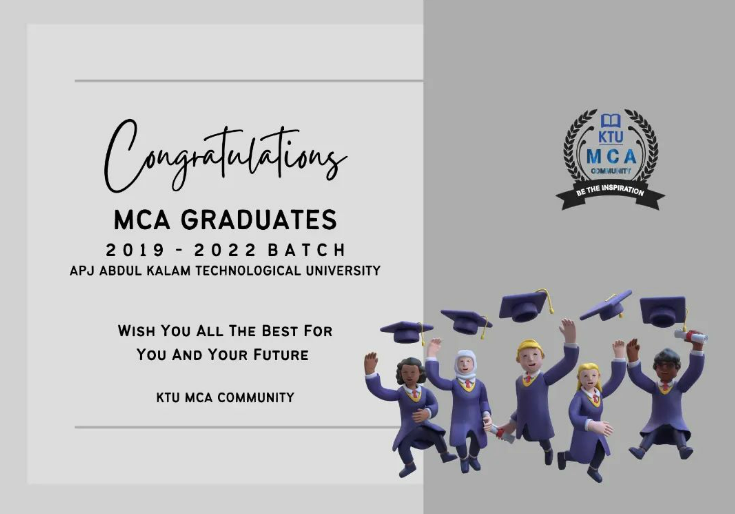 Congratulations
MCA GRADUATES
2019 - 2022 BATCH
APJ ABDUL KALAM TECHNOLOGICAL UNIVERSITY
WISH YOU ALL THE BEST FOR
YOU AND YOUR FUTURE
KTU MCA COMMUNITY
KTU
MCA
COMMUNITY
BE THE INSPIRATION